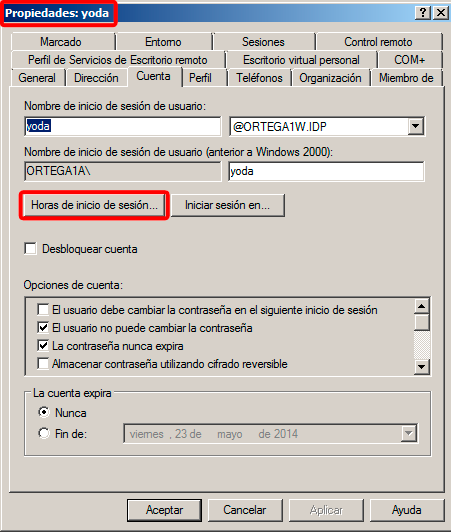 Propiedades: yoda
Marcado Entorno Sesiones Control remoto
Perfil de Servicios de Escritorio remoto Escritorio virtual personal COM+
General Dirección Cuenta Perfil Teléfonos Organización Miembro de
Nombre de inicio de sesión de usuario:
yoda @ORTEGA1W.IDP
Nombre de inicio de sesión de usuario (anterior a Windows 2000):
ORTEGA1A\ yoda
Horas de inicio de sesión... Iniciar sesión en...
Desbloquear cuenta
Opciones de cuenta:
El usuario debe cambiar la contraseña en el siguiente inicio de sesión
El usuario no puede cambiar la contraseña
La contraseña nunca expira
Almacenar contraseña utilizando cifrado reversible
La cuenta expira
Nunca
Fin de: viernes , 23 de mayo de 2014
Aceptar Cancelar Aplicar Ayuda